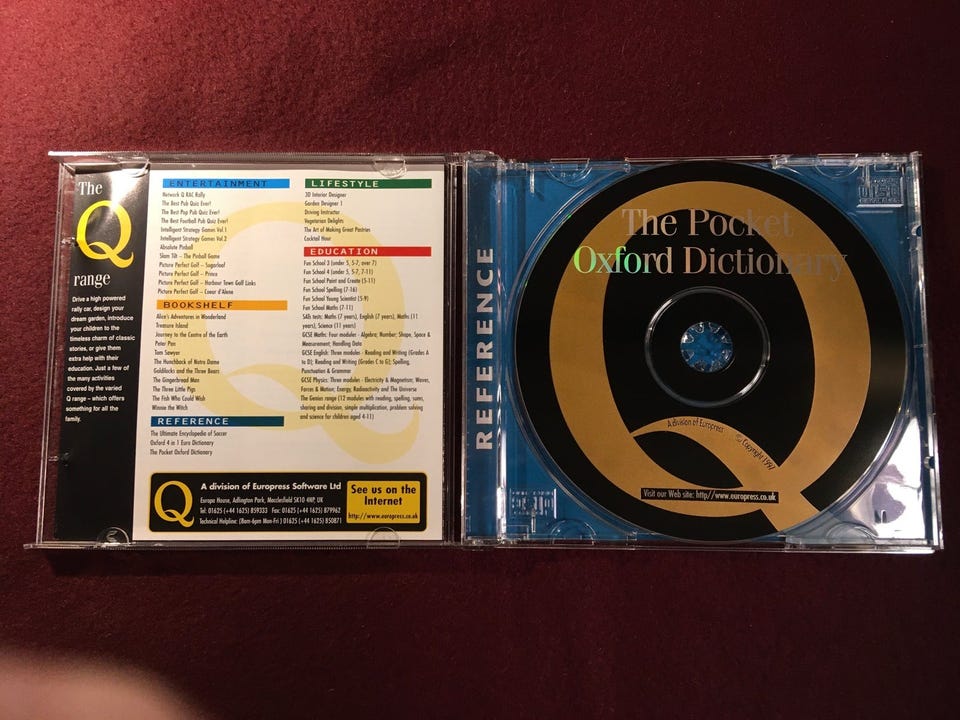 The
Q
range
Drive a high powered
rally car, design your
dream garden, introduce
your children to the
timeless charm of classic
stories, or give them
extra help with their
education. Just a few of
the many activities
covered by the varied
Q range – which offers
something for all the
family.
ENTERTAINMENT
Network Q RAC Rally
The Best Pub Quiz Ever!
The Best Pop Pub Quiz Ever!
The Best Football Pub Quiz Ever!
Intelligent Strategy Games Vol.1
Intelligent Strategy Games Vol.2
Absolute Pinball
Slam Tilt – The Pinball Game
Picture Perfect Golf – Sugarloaf
Picture Perfect Golf – Prince
Picture Perfect Golf – Harbour Town Golf Links
Picture Perfect Golf – Coeur d'Alene
BOOKSHELF
Alice's Adventures in Wonderland
Treasure Island
Journey to the Centre of the Earth
Peter Pan
Tom Sawyer
The Hunchback of Notre Dame
Goldilocks and the Three Bears
The Gingerbread Man
The Three Little Pigs
The Fish Who Could Wish
Winnie the Witch
REFERENCE
The Ultimate Encyclopedia of Soccer
Oxford 4 in 1 Euro Dictionary
The Pocket Oxford Dictionary
LIFESTYLE
3D Interior Designer
Garden Designer 1
Driving Instructor
Vegetarian Delights
The Art of Making Great Pastries
Cocktail Hour
EDUCATION
Fun School 3 (under 5, 5-7, over 7)
Fun School 4 (under 5, 5-7, 7-11)
Fun School Paint and Create (5-11)
Fun School Spelling (7-16)
Fun School Young Scientist (5-9)
Fun School Maths (7-11)
SATs tests: Maths (7 years), English (7 years), Maths (11
years), Science (11 years)
GCSE Maths: Four modules - Algebra; Number; Shape, Space &
Measurement; Handling Data
GCSE English: Three modules - Reading and Writing (Grades A
to D); Reading and Writing (Grades C to G); Spelling,
Punctuation & Grammar
GCSE Physics: Three modules - Electricity & Magnetism; Waves,
Forces & Motion; Energy, Radioactivity and The Universe
The Genius range (12 modules with reading, spelling, sums,
sharing and division, simple multiplication, problem solving
and science for children aged 4-11)
Q
A division of Europress Software Ltd
Europa House, Adlington Park, Macclesfield SK10 4NP, UK
Tel: 01625 (+44 1625) 859333 Fax: 01625 (+44 1625) 879962
Technical Helpline: (8am-6pm Mon-Fri) 01625 (+44 1625) 850871
See us on the
Internet
http://www.europress.co.uk
REFERENCE
The Pocket
Oxford Dictionary
Q
A division of Europress
© Copyright 1997
Visit our Web site: http//www.europress.co.uk